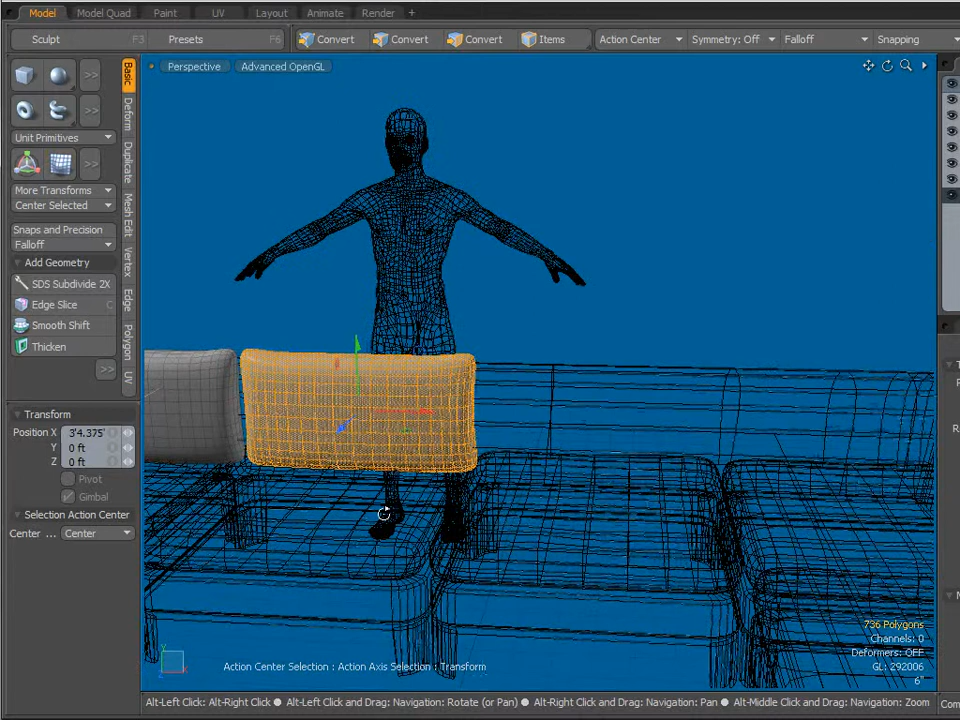 Model Model Quad Paint UV Layout Animate Render +
Sculpt F3 Presets F6 Convert Convert Convert Items Action Center Symmetry: Off Falloff Snapping
Perspective Advanced OpenGL
>>
>>
Unit Primitives
>>
More Transforms
Center Selected
Snaps and Precision
Falloff
Add Geometry
SDS Subdivide 2X
Edge Slice C
Smooth Shift
Thicken
>>
Basic
Deform
Duplicate
Mesh Edit
Vertex
Edge
Polygon
UV
Transform
Position X 3'4.375"
Y 0 ft
Z 0 ft
Pivot
Gimbal
Selection Action Center
Center ... Center
736 Polygons
Channels: 0
Deformers: OFF
GL: 292006
6"
Action Center Selection : Action Axis Selection : Transform
Alt-Left Click: Alt-Right Click ● Alt-Left Click and Drag: Navigation: Rotate (or Pan) ● Alt-Right Click and Drag: Navigation: Pan ● Alt-Middle Click and Drag: Navigation: Zoom